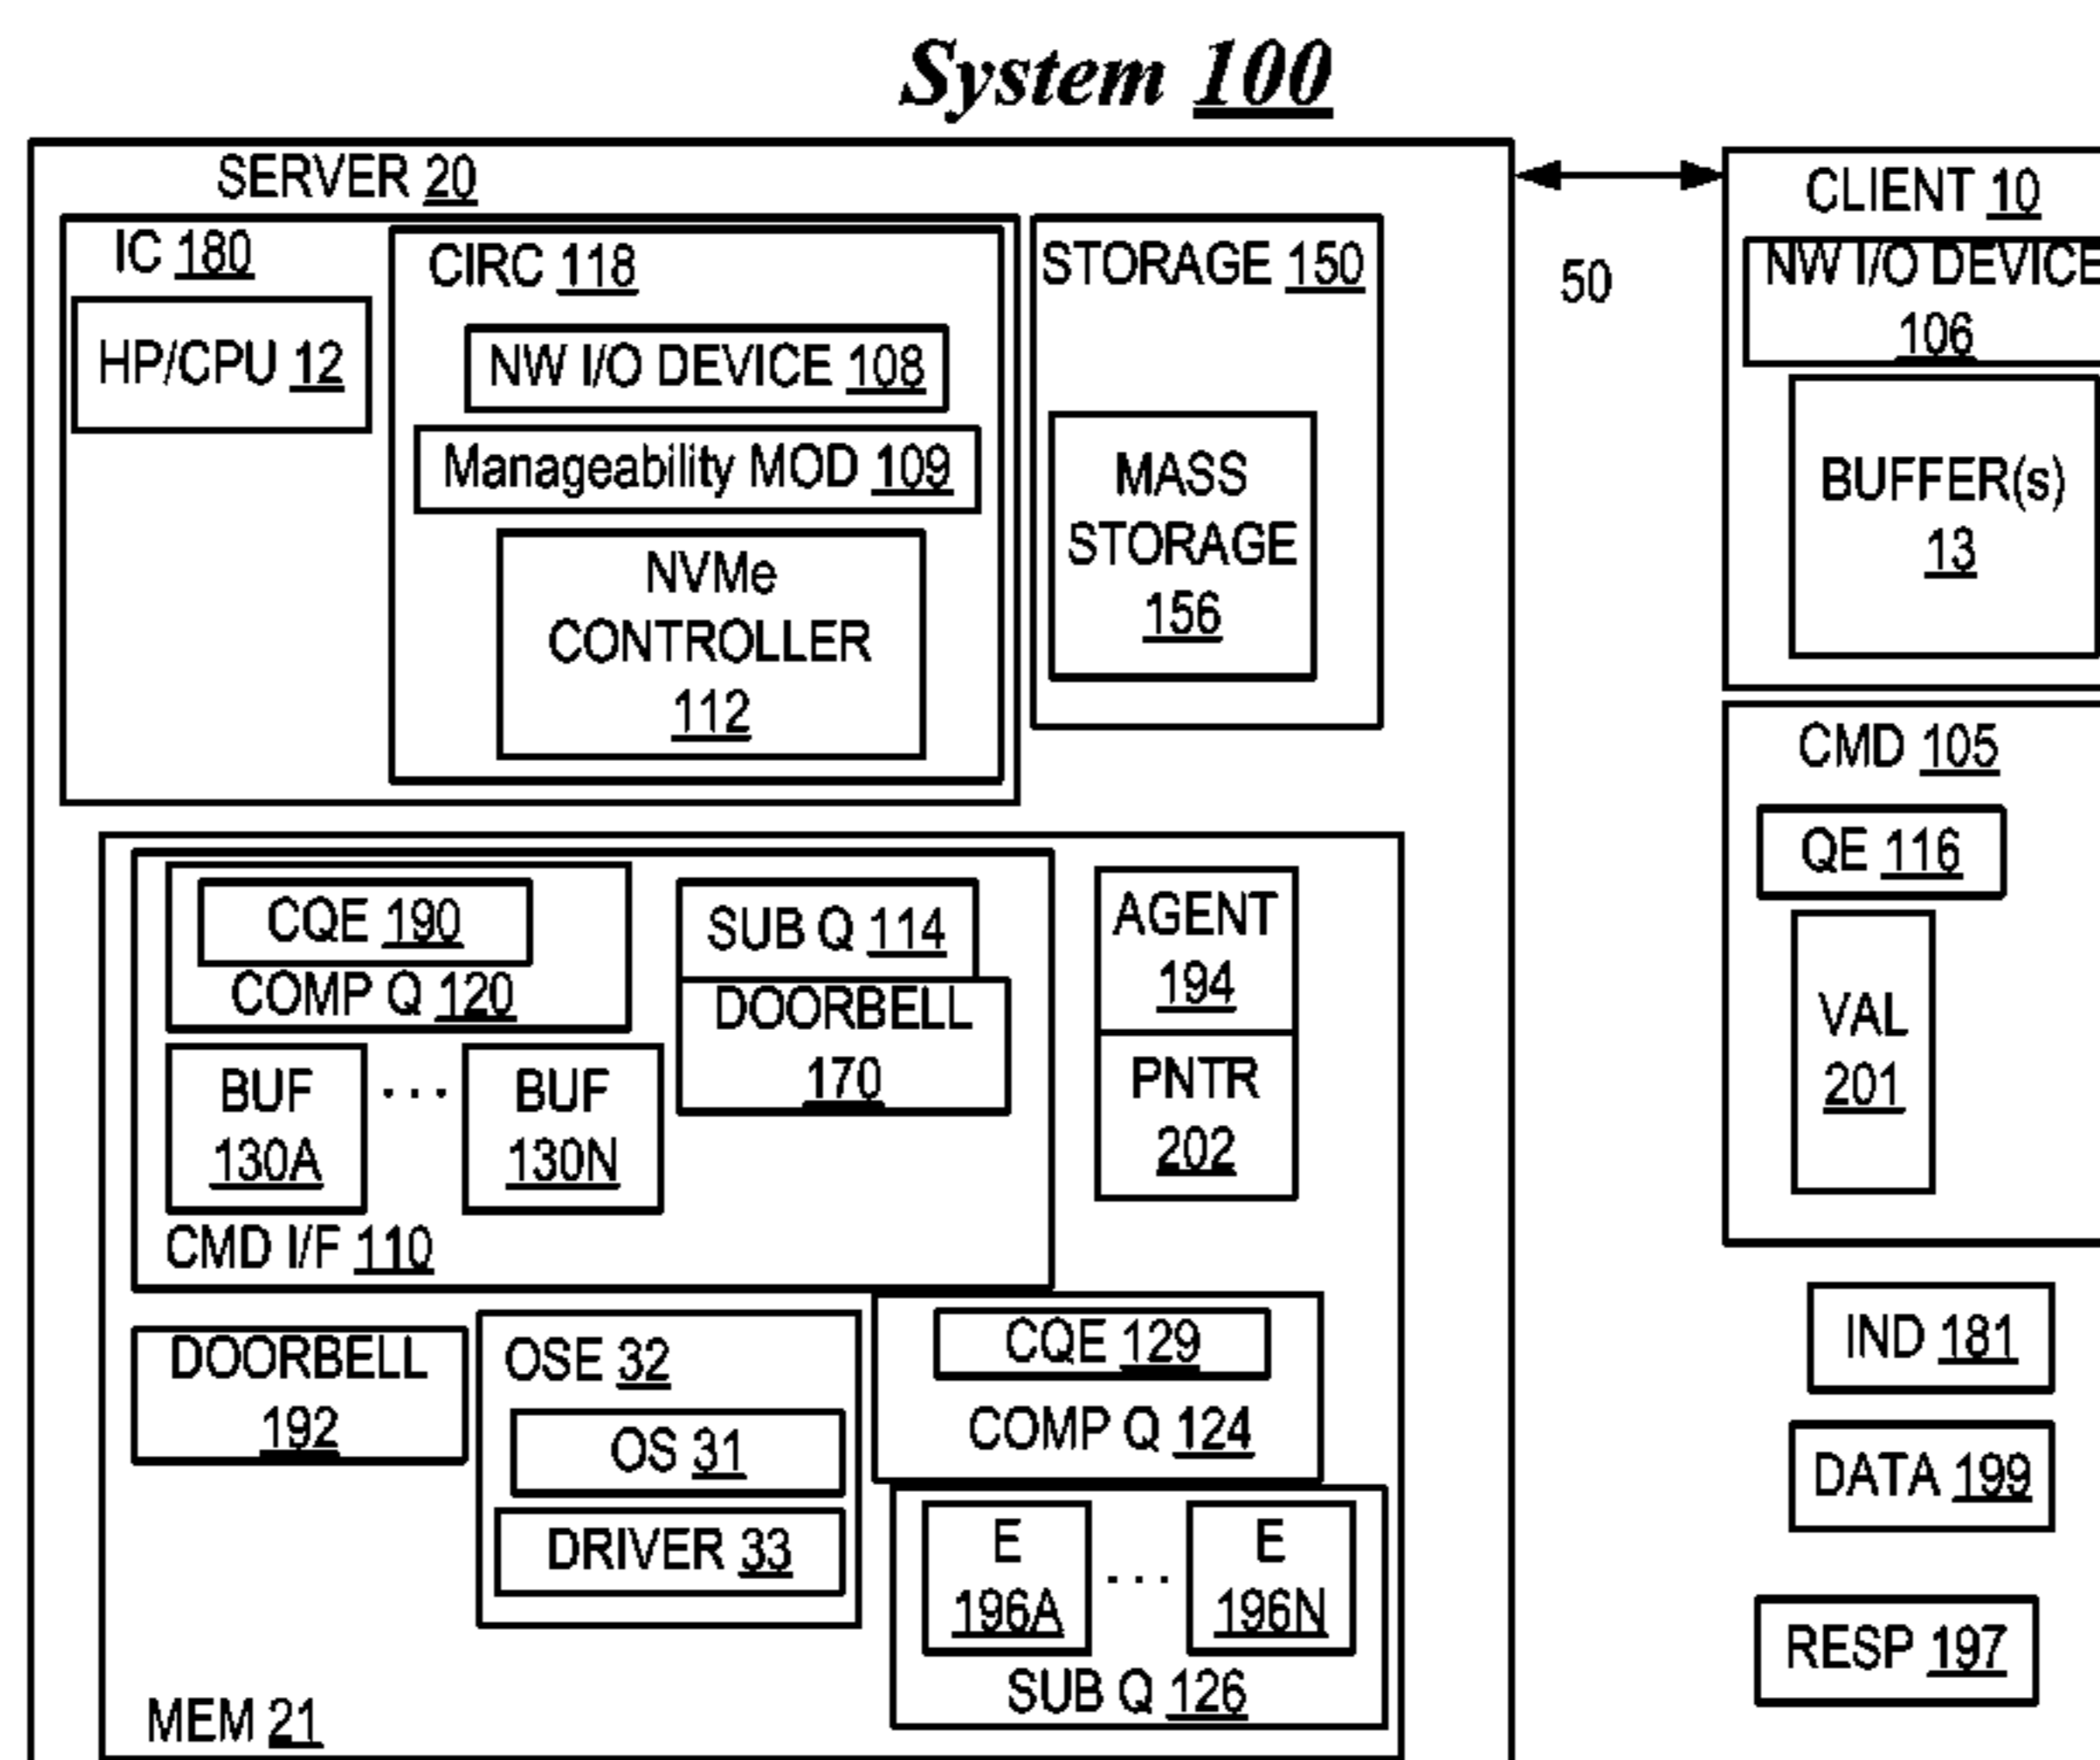 System 100
SERVER 20
IC 180
HP/CPU 12
CIRC 118
NW I/O DEVICE 108
Manageability MOD 109
NVMe
CONTROLLER
112
STORAGE 150
MASS
STORAGE
156
50
CLIENT 10
NW I/O DEVICE
106
BUFFER(s)
13
CMD 105
QE 116
VAL
201
CQE 190
COMP Q 120
SUB Q 114
DOORBELL
170
BUF
130A
...
BUF
130N
CMD I/F 110
AGENT
194
PNTR
202
DOORBELL
192
OSE 32
OS 31
DRIVER 33
CQE 129
COMP Q 124
E
196A
...
E
196N
SUB Q 126
MEM 21
IND 181
DATA 199
RESP 197